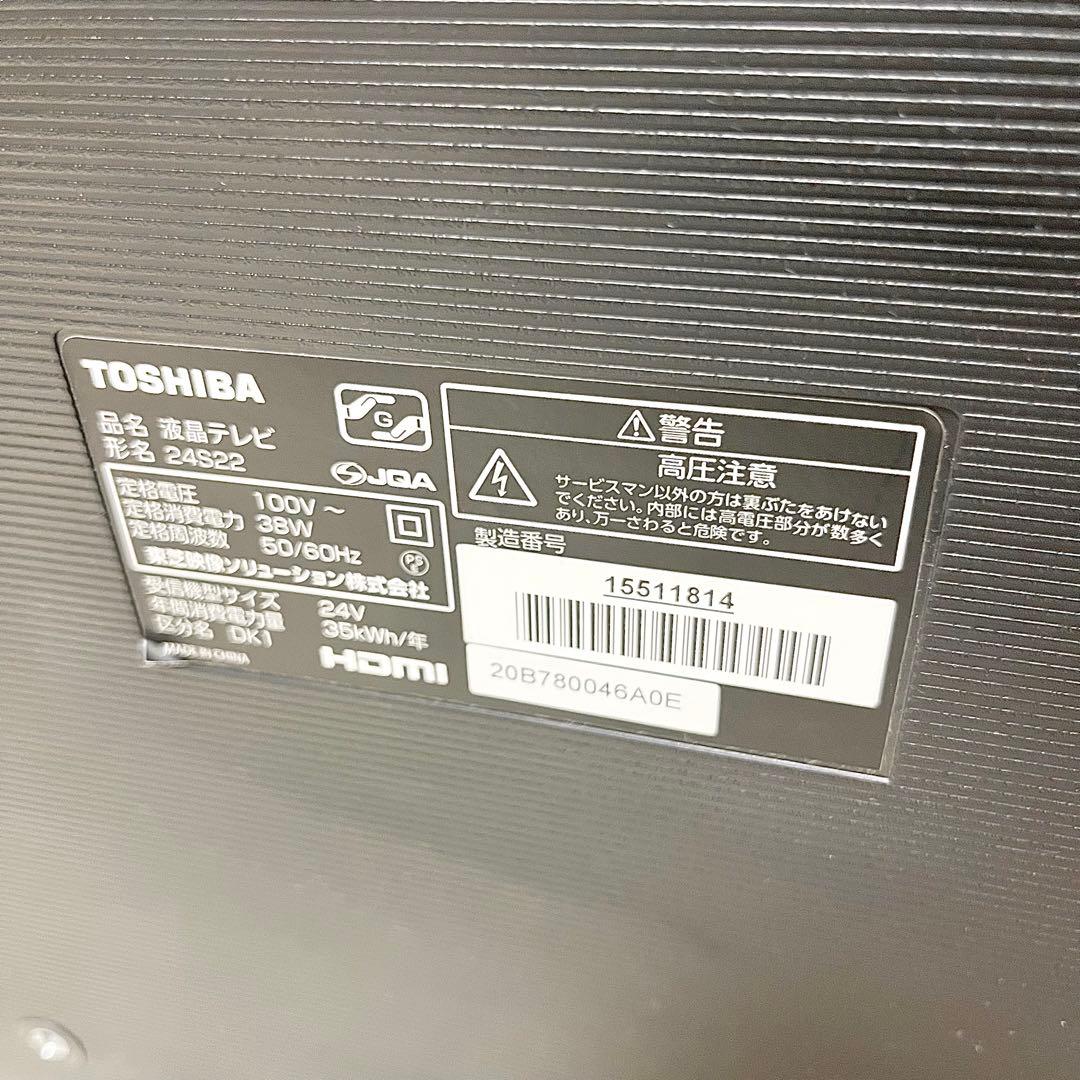 TOSHIBA
品名 液晶テレビ
形名 24S22
G
JQA
定格電圧 100V～
定格消費電力 38W
定格周波数 50/60Hz
PS
東芝映像ソリューション株式会社
受信機型サイズ 24V
年間消費電力量 35kWh/年
区分名 DK1
MADE IN CHINA
HDMI
警告
高圧注意
サービスマン以外の方は裏ぶたをあけない
でください。内部には高電圧部分が数多く
あり、万一さわると危険です。
製造番号
15511814
20B780046A0E